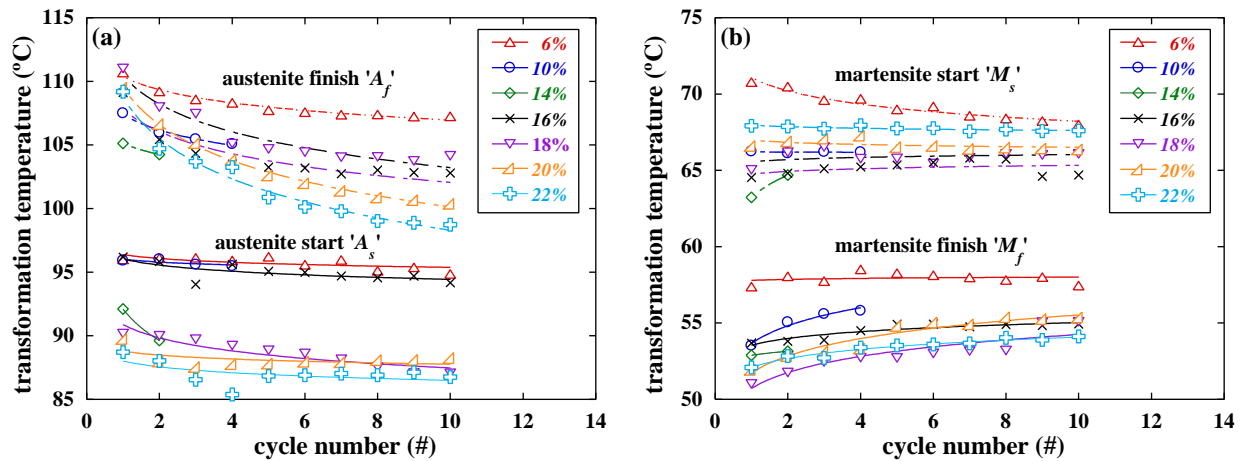 (a)
transformation temperature (ºC)
115
110
105
100
95
90
85
austenite finish 'Af'
austenite start 'As'
6%
10%
14%
16%
18%
20%
22%
0 2 4 6 8 10 12 14
cycle number (#)
(b)
transformation temperature (ºC)
75
70
65
60
55
50
martensite start 'Ms'
martensite finish 'Mf'
6%
10%
14%
16%
18%
20%
22%
0 2 4 6 8 10 12 14
cycle number (#)